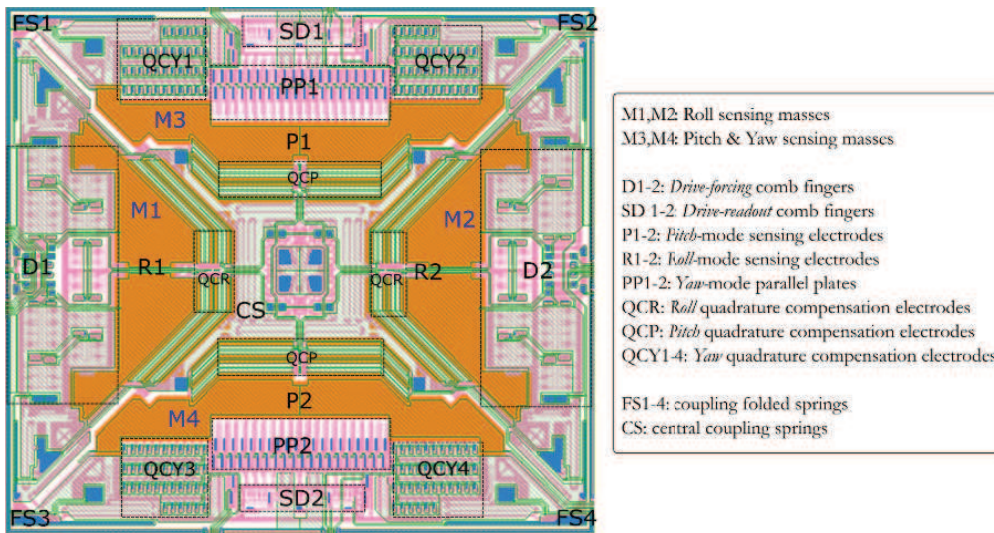 FS1
SD1
FS2
QCY1
QCY2
PP1
M3
P1
QCP
M1
M2
D1
R1
QCR
QCR
R2
D2
CS
QCP
P2
M4
PP2
QCY3
QCY4
SD2
FS3
FS4
M1,M2: Roll sensing masses
M3,M4: Pitch & Yaw sensing masses
D1-2: Drive-forcing comb fingers
SD 1-2: Drive-readout comb fingers
P1-2: Pitch-mode sensing electrodes
R1-2: Roll-mode sensing electrodes
PP1-2: Yaw-mode parallel plates
QCR: Roll quadrature compensation electrodes
QCP: Pitch quadrature compensation electrodes
QCY1-4: Yaw quadrature compensation electrodes
FS1-4: coupling folded springs
CS: central coupling springs